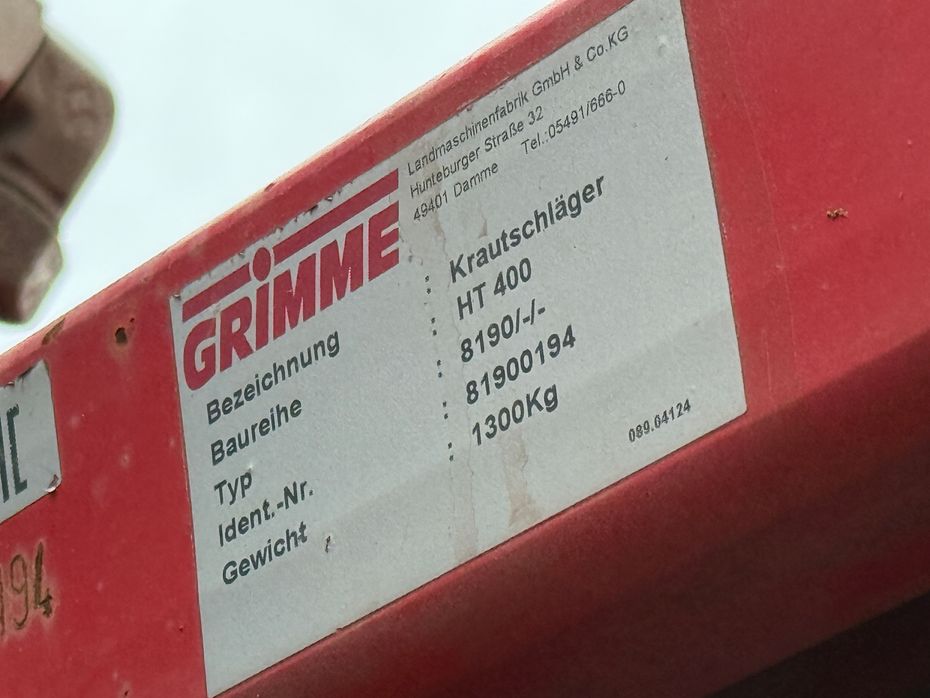 Landmaschinenfabrik GmbH & Co.KG
Hunteburger Straße 32
49401 Damme Tel.:05491/666-0
GRIMME
Bezeichnung : Krautschläger
Baureihe : HT 400
Typ : 8190/-/-
Ident.-Nr. : 81900194
Gewicht : 1300Kg
089.04124
194